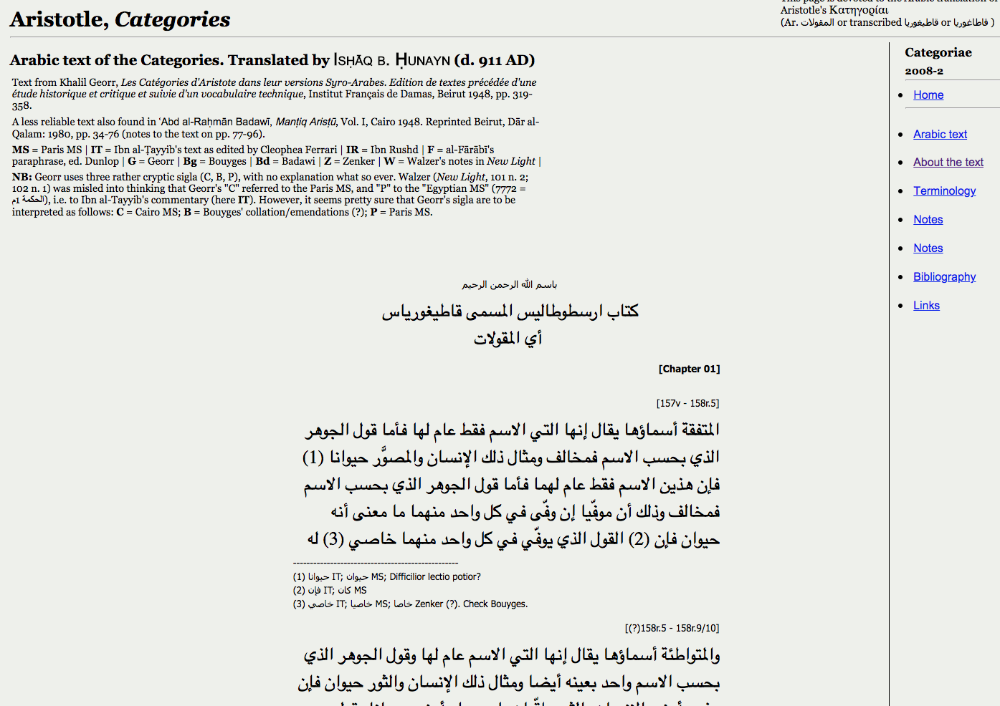 Aristotle, Categories
This page is devoted to the Arabic translation of
Aristotle's Κατηγορίαι
(Ar. المقولات or transcribed قاطيغوريا or قاطاغوريا )
Arabic text of the Categories. Translated by Isḥāq b. Ḥunayn (d. 911 AD)
Text from Khalil Georr, Les Catégories d'Aristote dans leur versions Syro-Arabes. Edition de textes précédée d'une
étude historique et critique et suivie d'un vocabulaire technique, Institut Français de Damas, Beirut 1948, pp. 319-
358.
A less reliable text also found in ʿAbd al-Raḥmān Badawī, Manṭiq Arisṭū, Vol. I, Cairo 1948. Reprinted Beirut, Dār al-
Qalam: 1980, pp. 34-76 (notes to the text on pp. 77-96).
MS = Paris MS | IT = Ibn al-Ṭayyib's text as edited by Cleophea Ferrari | IR = Ibn Rushd | F = al-Fārābī's
paraphrase, ed. Dunlop | G = Georr | Bg = Bouyges | Bd = Badawi | Z = Zenker | W = Walzer's notes in New Light |
NB: Georr uses three rather cryptic sigla (C, B, P), with no explanation what so ever. Walzer (New Light, 101 n. 2;
102 n. 1) was misled into thinking that Georr's "C" referred to the Paris MS, and "P" to the "Egyptian MS" (7772 =
الحكمة 1م), i.e. to Ibn al-Tayyib's commentary (here IT). However, it seems pretty sure that Georr's sigla are to be
interpreted as follows: C = Cairo MS; B = Bouyges' collation/emendations (?); P = Paris MS.
Categoriae
2008-2
Home
Arabic text
About the text
Terminology
Notes
Notes
Bibliography
Links
باسم الله الرحمن الرحيم
كتاب ارسطوطاليس المسمى قاطيغورياس
أي المقولات
[Chapter 01]
[157v - 158r.5]
المتفقة أسماؤها يقال إنها التي الاسم فقط عام لها فأما قول الجوهر
الذي بحسب الاسم فمخالف ومثال ذلك الإنسان والمصوَّر حيوانا (1)
فإن هذين الاسم فقط عام لهما فأما قول الجوهر الذي بحسب الاسم
فمخالف وذلك أن موفّيا إن وفّى في كل واحد منهما ما معنى أنه
حيوان فإن (2) القول الذي يوفّي في كل واحد منهما خاصي (3) له
-------------------------------------------------
(1) حيوانا IT; حيوان MS; Difficilior lectio potior?
(2) فإن IT; كان MS
(3) خاصي IT; خاصيا MS; خاصا Zenker (?). Check Bouyges.
[(?)158r.5 - 158r.9/10]
والمتواطئة أسماؤها يقال إنها التي الاسم عام لها وقول الجوهر الذي
بحسب الاسم واحد بعينه أيضا ومثال ذلك الإنسان والثور حيوان فإن